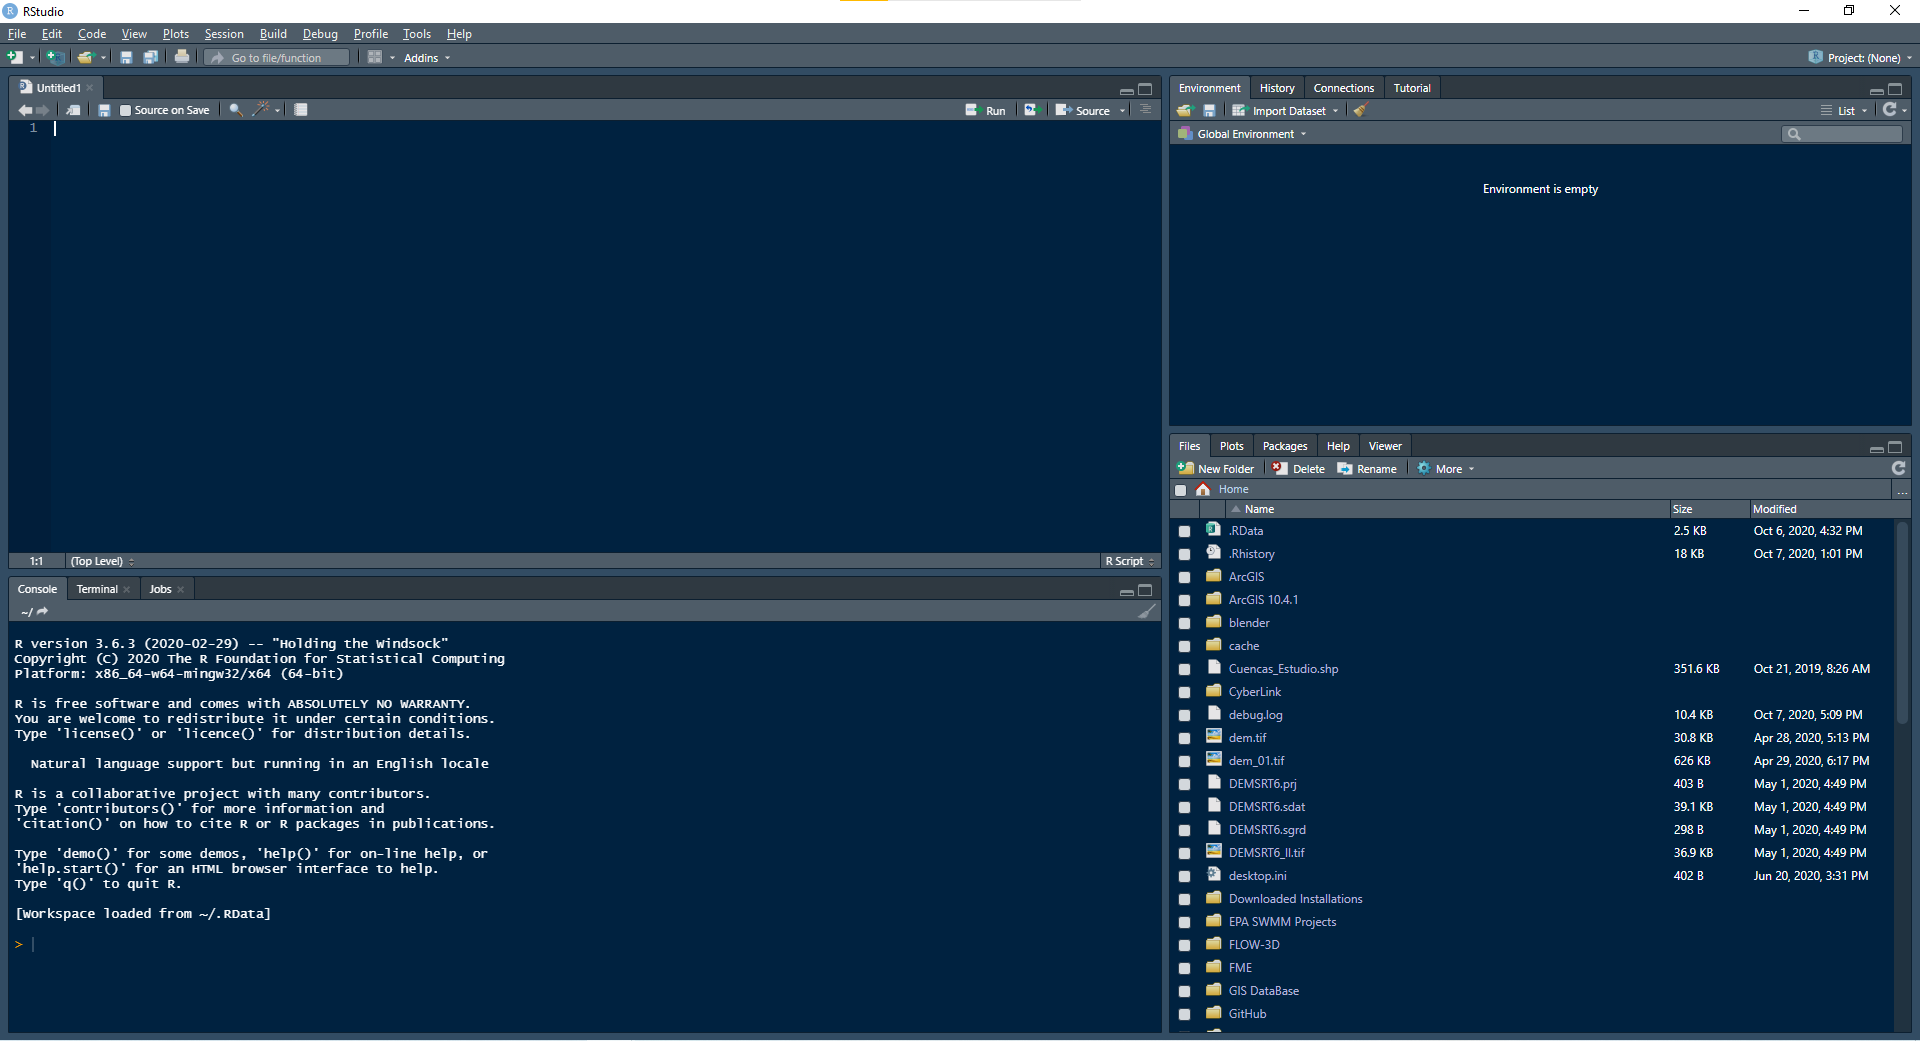 RStudio
File Edit Code View Plots Session Build Debug Profile Tools Help
Go to file/function Addins Project: (None)
Untitled1
Source on Save Run Source
1
1:1 (Top Level) R Script
Console Terminal Jobs
~/
R version 3.6.3 (2020-02-29) -- "Holding the Windsock"
Copyright (C) 2020 The R Foundation for Statistical Computing
Platform: x86_64-w64-mingw32/x64 (64-bit)
R is free software and comes with ABSOLUTELY NO WARRANTY.
You are welcome to redistribute it under certain conditions.
Type 'license()' or 'licence()' for distribution details.
Natural language support but running in an English locale
R is a collaborative project with many contributors.
Type 'contributors()' for more information and
'citation()' on how to cite R or R packages in publications.
Type 'demo()' for some demos, 'help()' for on-line help, or
'help.start()' for an HTML browser interface to help.
Type 'q()' to quit R.
[Workspace loaded from ~/.RData]
>
Environment History Connections Tutorial
Import Dataset List
Global Environment
Environment is empty
Files Plots Packages Help Viewer
New Folder Delete Rename More
Home ...
Name Size Modified
.RData 2.5 KB Oct 6, 2020, 4:32 PM
.Rhistory 18 KB Oct 7, 2020, 1:01 PM
ArcGIS
ArcGIS 10.4.1
blender
cache
Cuencas_Estudio.shp 351.6 KB Oct 21, 2019, 8:26 AM
CyberLink
debug.log 10.4 KB Oct 7, 2020, 5:09 PM
dem.tif 30.8 KB Apr 28, 2020, 5:13 PM
dem_01.tif 626 KB Apr 29, 2020, 6:17 PM
DEMSRT6.prj 403 B May 1, 2020, 4:49 PM
DEMSRT6.sdat 39.1 KB May 1, 2020, 4:49 PM
DEMSRT6.sgrd 298 B May 1, 2020, 4:49 PM
DEMSRT6_II.tif 36.9 KB May 1, 2020, 4:49 PM
desktop.ini 402 B Jun 20, 2020, 3:31 PM
Downloaded Installations
EPA SWMM Projects
FLOW-3D
FME
GIS DataBase
GitHub